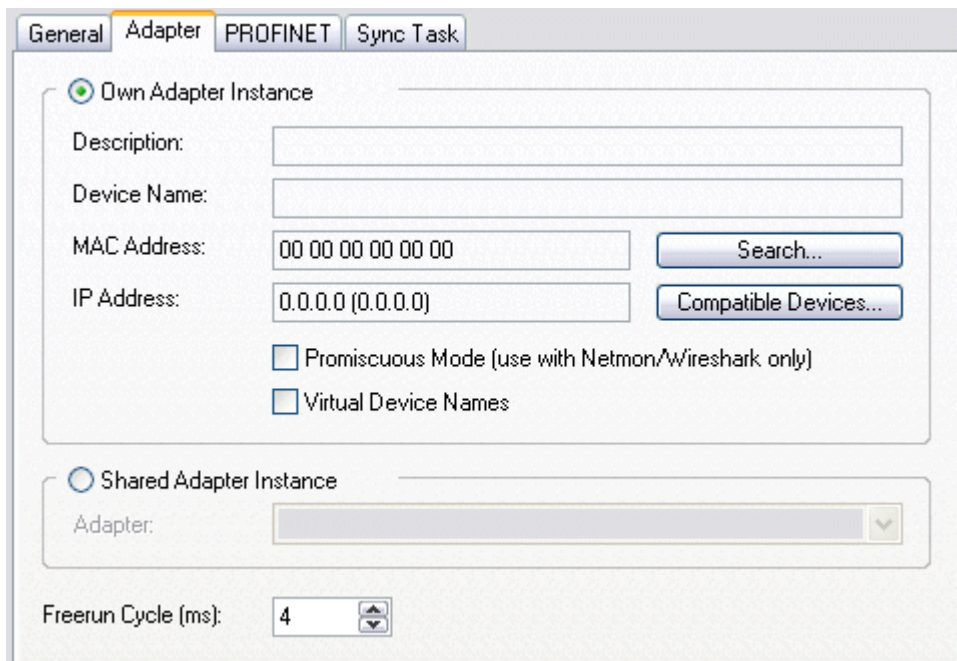 General Adapter PROFINET Sync Task
Own Adapter Instance
Description:
Device Name:
MAC Address: 00 00 00 00 00 00 Search...
IP Address: 0.0.0.0 (0.0.0.0) Compatible Devices...
Promiscuous Mode (use with Netmon/Wireshark only)
Virtual Device Names
Shared Adapter Instance
Adapter:
Freerun Cycle (ms): 4